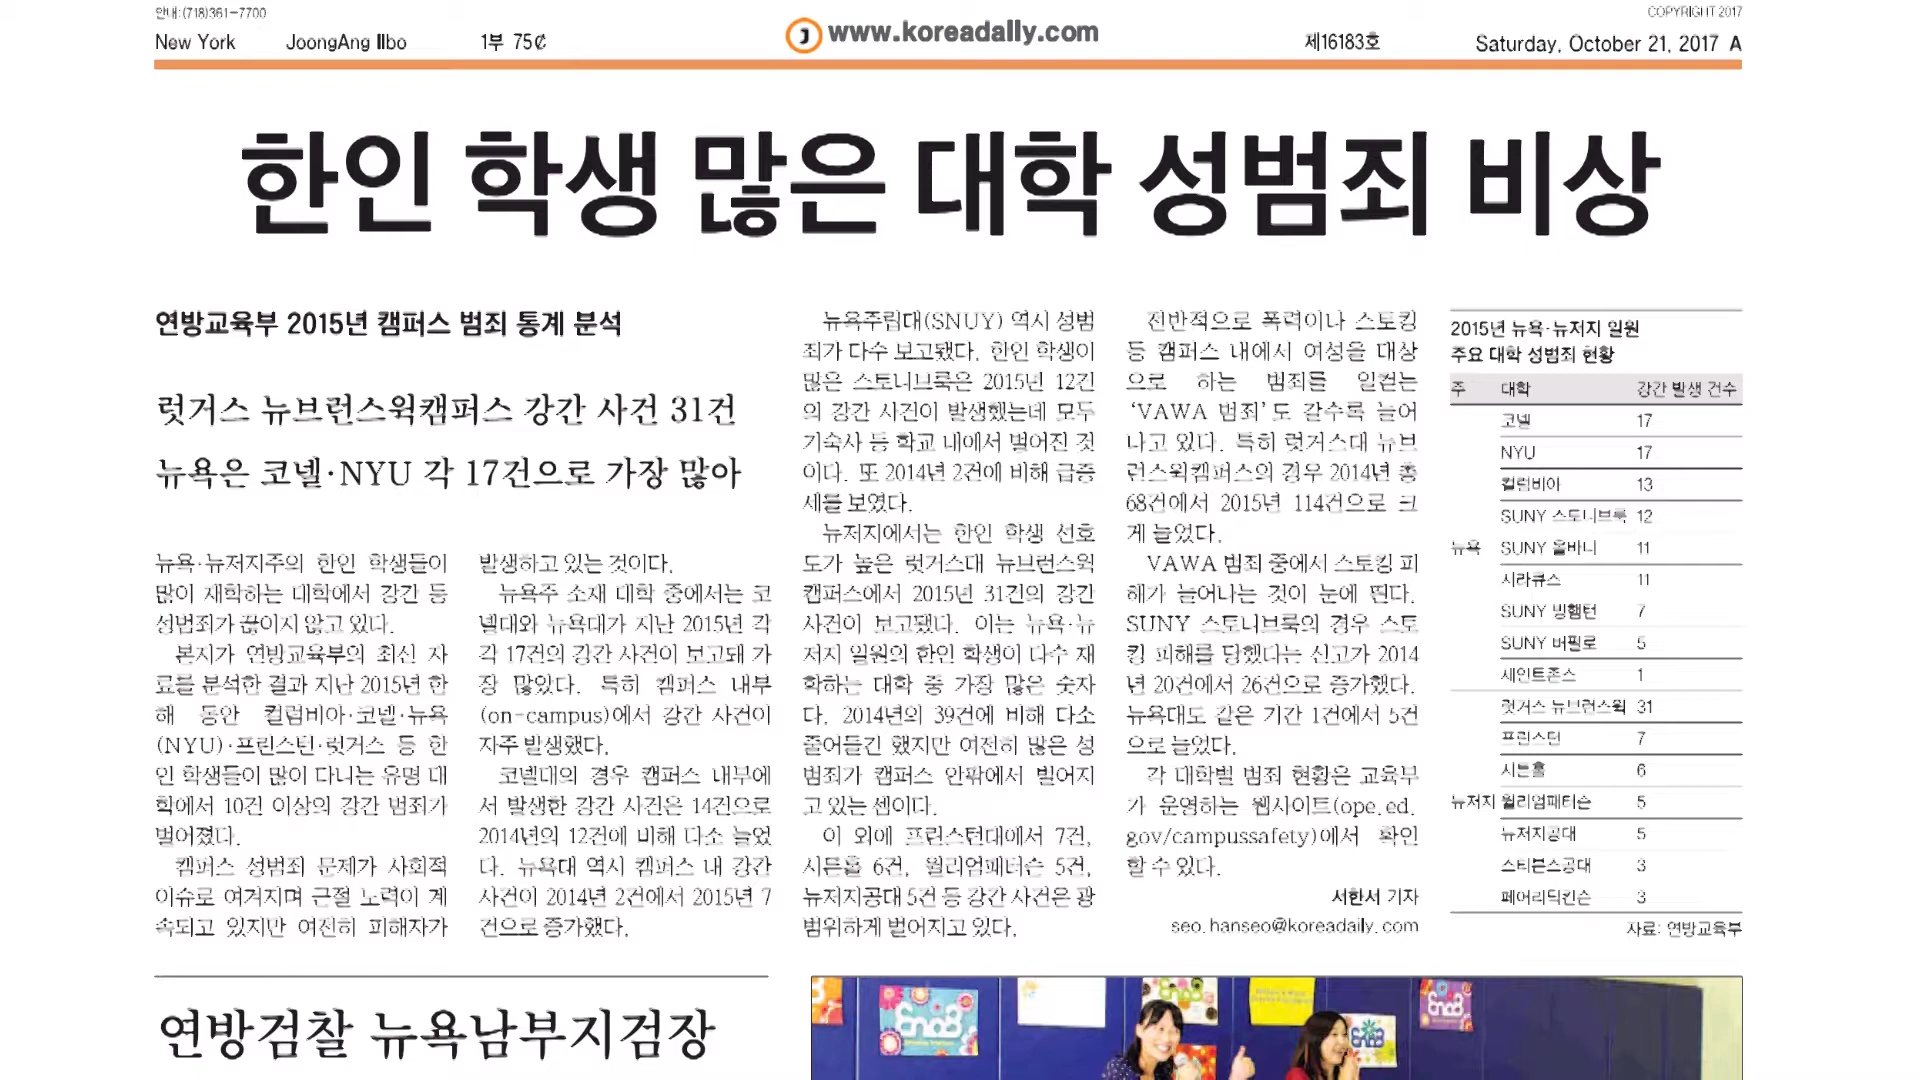 안내:(718)361-7700
COPYRIGHT 2017
New York JoongAng Ilbo 1부 75¢ www.koreadaily.com 제16183호 Saturday, October 21, 2017 A
한인 학생 많은 대학 성범죄 비상
연방교육부 2015년 캠퍼스 범죄 통계 분석
럿거스 뉴브런스윅캠퍼스 강간 사건 31건
뉴욕은 코넬·NYU 각 17건으로 가장 많아
뉴욕·뉴저지주의 한인 학생들이
많이 재학하는 대학에서 강간 등
성범죄가 끊이지 않고 있다.
본지가 연방교육부의 최신 자
료를 분석한 결과 지난 2015년 한
해 동안 컬럼비아·코넬·뉴욕
(NYU)·프린스턴·럿거스 등 한
인 학생들이 많이 다니는 유명 대
학에서 10건 이상의 강간 범죄가
벌어졌다.
캠퍼스 성범죄 문제가 사회적
이슈로 여겨지며 근절 노력이 계
속되고 있지만 여전히 피해자가
발생하고 있는 것이다.
뉴욕주 소재 대학 중에서는 코
넬대와 뉴욕대가 지난 2015년 각
각 17건의 강간 사건이 보고돼 가
장 많았다. 특히 캠퍼스 내부
(on-campus)에서 강간 사건이
자주 발생했다.
코넬대의 경우 캠퍼스 내부에
서 발생한 강간 사건은 14건으로
2014년의 12건에 비해 다소 늘었
다. 뉴욕대 역시 캠퍼스 내 강간
사건이 2014년 2건에서 2015년 7
건으로 증가했다.
뉴욕주립대(SNUY) 역시 성범
죄가 다수 보고됐다. 한인 학생이
많은 스토니브룩은 2015년 12건
의 강간 사건이 발생했는데 모두
기숙사 등 학교 내에서 벌어진 것
이다. 또 2014년 2건에 비해 급증
세를 보였다.
뉴저지에서는 한인 학생 선호
도가 높은 럿거스대 뉴브런스윅
캠퍼스에서 2015년 31건의 강간
사건이 보고됐다. 이는 뉴욕·뉴
저지 일원의 한인 학생이 다수 재
학하는 대학 중 가장 많은 숫자
다. 2014년의 39건에 비해 다소
줄어들긴 했지만 여전히 많은 성
범죄가 캠퍼스 안팎에서 벌어지
고 있는 셈이다.
이 외에 프린스턴대에서 7건,
시튼홀 6건, 윌리엄패터슨 5건,
뉴저지공대 5건 등 강간 사건은 광
범위하게 벌어지고 있다.
전반적으로 폭력이나 스토킹
등 캠퍼스 내에서 여성을 대상
으로 하는 범죄를 일컫는
'VAWA 범죄'도 갈수록 늘어
나고 있다. 특히 럿거스대 뉴브
런스윅캠퍼스의 경우 2014년 총
68건에서 2015년 114건으로 크
게 늘었다.
VAWA 범죄 중에서 스토킹 피
해가 늘어나는 것이 눈에 띈다.
SUNY 스토니브룩의 경우 스토
킹 피해를 당했다는 신고가 2014
년 20건에서 26건으로 증가했다.
뉴욕대도 같은 기간 1건에서 5건
으로 늘었다.
각 대학별 범죄 현황은 교육부
가 운영하는 웹사이트(ope.ed.
gov/campussafety)에서 확인
할 수 있다.
서한서 기자
seo.hanseo@koreadaily.com
2015년 뉴욕·뉴저지 일원
주요 대학 성범죄 현황
주 대학 강간 발생 건수
코넬 17
NYU 17
컬럼비아 13
SUNY 스토니브룩 12
뉴욕 SUNY 올바니 11
시라큐스 11
SUNY 빙햄턴 7
SUNY 버펄로 5
세인트존스 1
럿거스 뉴브런스윅 31
프린스턴 7
시튼홀 6
뉴저지 윌리엄패터슨 5
뉴저지공대 5
스티븐스공대 3
페어리딕킨슨 3
자료: 연방교육부
연방검찰 뉴욕남부지검장